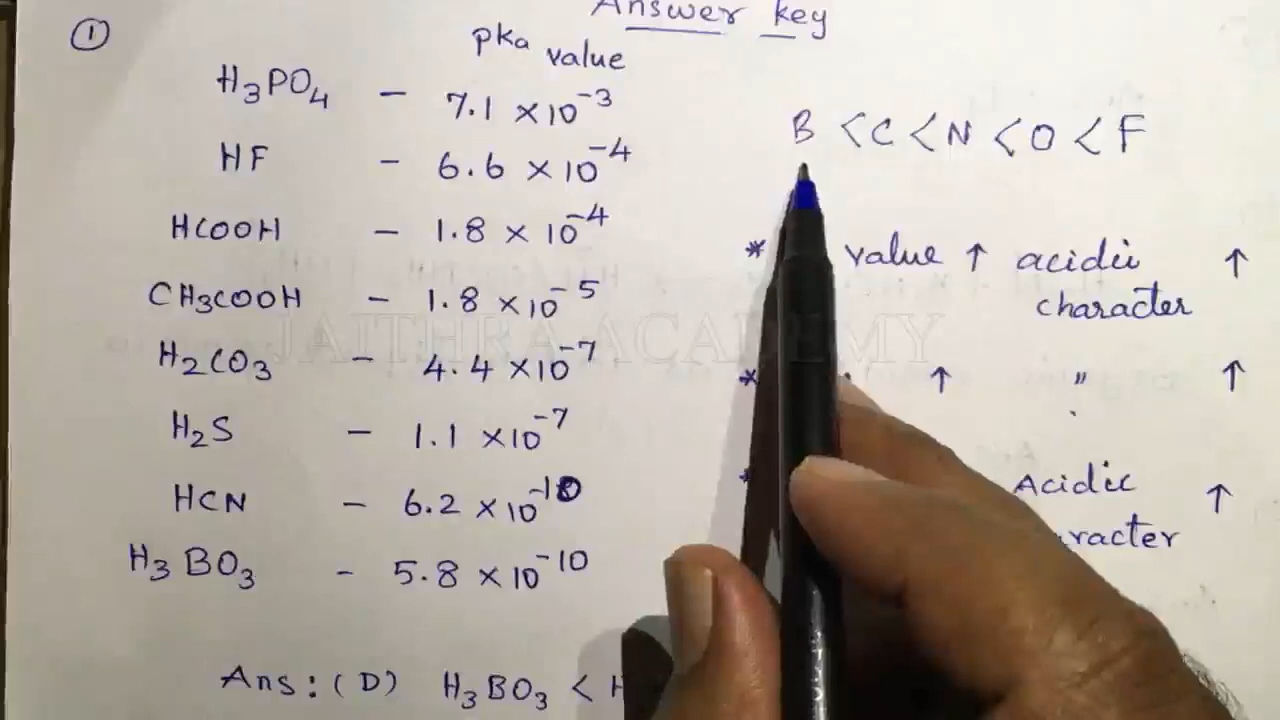 ①
Answer key
pka value
H₃PO₄ - 7.1 × 10⁻³
HF - 6.6 × 10⁻⁴
HCOOH - 1.8 × 10⁻⁴
CH₃COOH - 1.8 × 10⁻⁵
H₂CO₃ - 4.4 × 10⁻⁷
H₂S - 1.1 × 10⁻⁷
HCN - 6.2 × 10⁻¹⁰
H₃BO₃ - 5.8 × 10⁻¹⁰
Ans : (D) H₃BO₃ <
B < C < N < O < F
* value ↑ acidic ↑
character
* ↑ " ↑
* Acidic ↑
JAITHRA ACADEMY